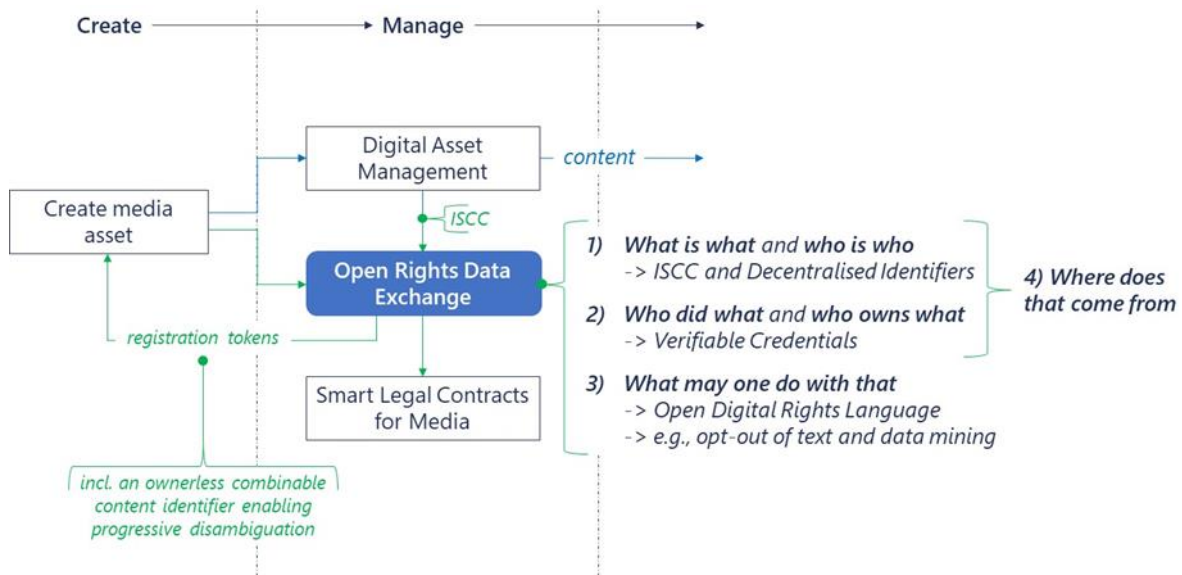 Create
Manage
Digital Asset
Management
content
Create media
asset
ISCC
Open Rights Data
Exchange
registration tokens
Smart Legal Contracts
for Media
incl. an ownerless combinable
content identifier enabling
progressive disambiguation
1) What is what and who is who
-> ISCC and Decentralised Identifiers
2) Who did what and who owns what
-> Verifiable Credentials
3) What may one do with that
-> Open Digital Rights Language
-> e.g., opt-out of text and data mining
4) Where does
that come from